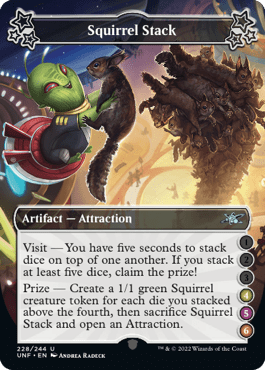 Squirrel Stack
Artifact — Attraction
Visit — You have five seconds to stack
dice on top of one another. If you stack
at least five dice, claim the prize!
Prize — Create a 1/1 green Squirrel
creature token for each die you stacked
above the fourth, then sacrifice Squirrel
Stack and open an Attraction.
1
2
3
4
5
6
228/244 U
UNF • EN Andrea Radeck
™ & © 2022 Wizards of the Coast